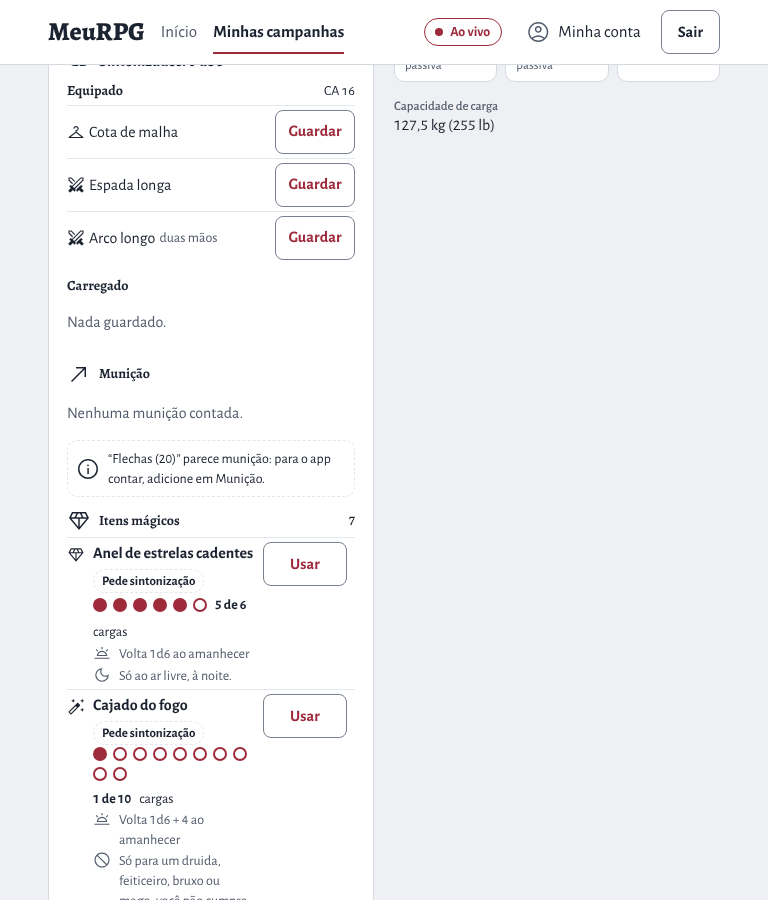 MeuRPG
Início
Minhas campanhas
Ao vivo
Minha conta
Sair
passiva
passiva
Equipado
CA 16
Capacidade de carga
127,5 kg (255 lb)
Cota de malha
Guardar
Espada longa
Guardar
Arco longo duas mãos
Guardar
Carregado
Nada guardado.
Munição
Nenhuma munição contada.
“Flechas (20)” parece munição: para o app
contar, adicione em Munição.
Itens mágicos
7
Anel de estrelas cadentes
Usar
Pede sintonização
5 de 6
cargas
Volta 1d6 ao amanhecer
Só ao ar livre, à noite.
Cajado do fogo
Usar
Pede sintonização
1 de 10 cargas
Volta 1d6 + 4 ao
amanhecer
Só para um druida,
feiticeiro, bruxo ou
mago: você não cumpre